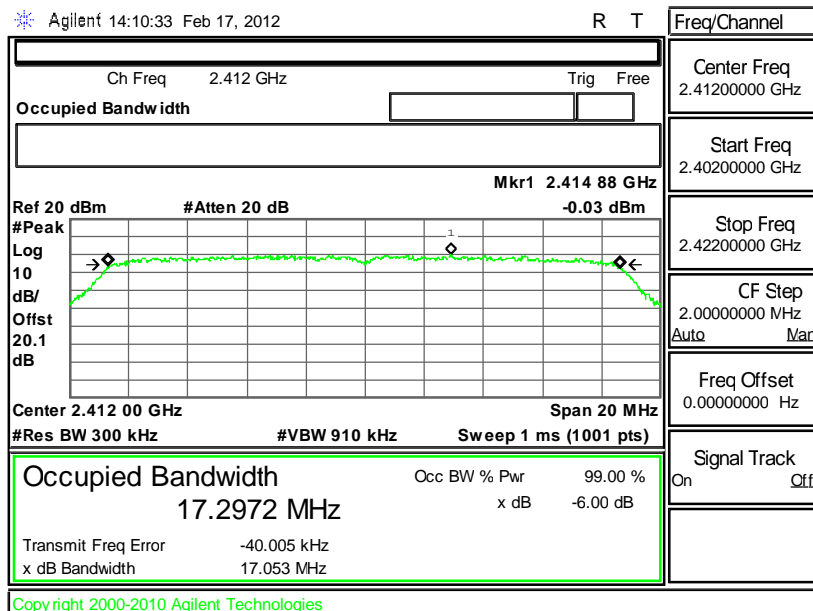 Agilent 14:10:33 Feb 17, 2012 R T
Freq/Channel
Ch Freq 2.412 GHz Trig Free
Occupied Bandwidth
Center Freq
2.41200000 GHz
Start Freq
2.40200000 GHz
Mkr1 2.414 88 GHz
Ref 20 dBm #Atten 20 dB -0.03 dBm
#Peak
Log
10
dB/
Offst
20.1
dB
1
Stop Freq
2.42200000 GHz
CF Step
2.00000000 MHz
Auto Man
Freq Offset
0.00000000 Hz
Center 2.412 00 GHz Span 20 MHz
#Res BW 300 kHz #VBW 910 kHz Sweep 1 ms (1001 pts)
Signal Track
On Off
Occupied Bandwidth Occ BW % Pwr 99.00 %
17.2972 MHz x dB -6.00 dB
Transmit Freq Error -40.005 kHz
x dB Bandwidth 17.053 MHz
Copyright 2000-2010 Agilent Technologies